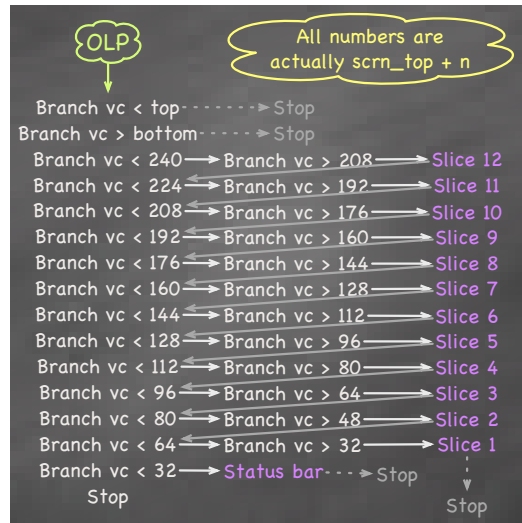 OLP
All numbers are
actually scrn_top + n
Branch vc < top Stop
Branch vc > bottom Stop
Branch vc < 240 Branch vc > 208 Slice 12
Branch vc < 224 Branch vc > 192 Slice 11
Branch vc < 208 Branch vc > 176 Slice 10
Branch vc < 192 Branch vc > 160 Slice 9
Branch vc < 176 Branch vc > 144 Slice 8
Branch vc < 160 Branch vc > 128 Slice 7
Branch vc < 144 Branch vc > 112 Slice 6
Branch vc < 128 Branch vc > 96 Slice 5
Branch vc < 112 Branch vc > 80 Slice 4
Branch vc < 96 Branch vc > 64 Slice 3
Branch vc < 80 Branch vc > 48 Slice 2
Branch vc < 64 Branch vc > 32 Slice 1
Branch vc < 32 Status bar Stop
Stop
Stop